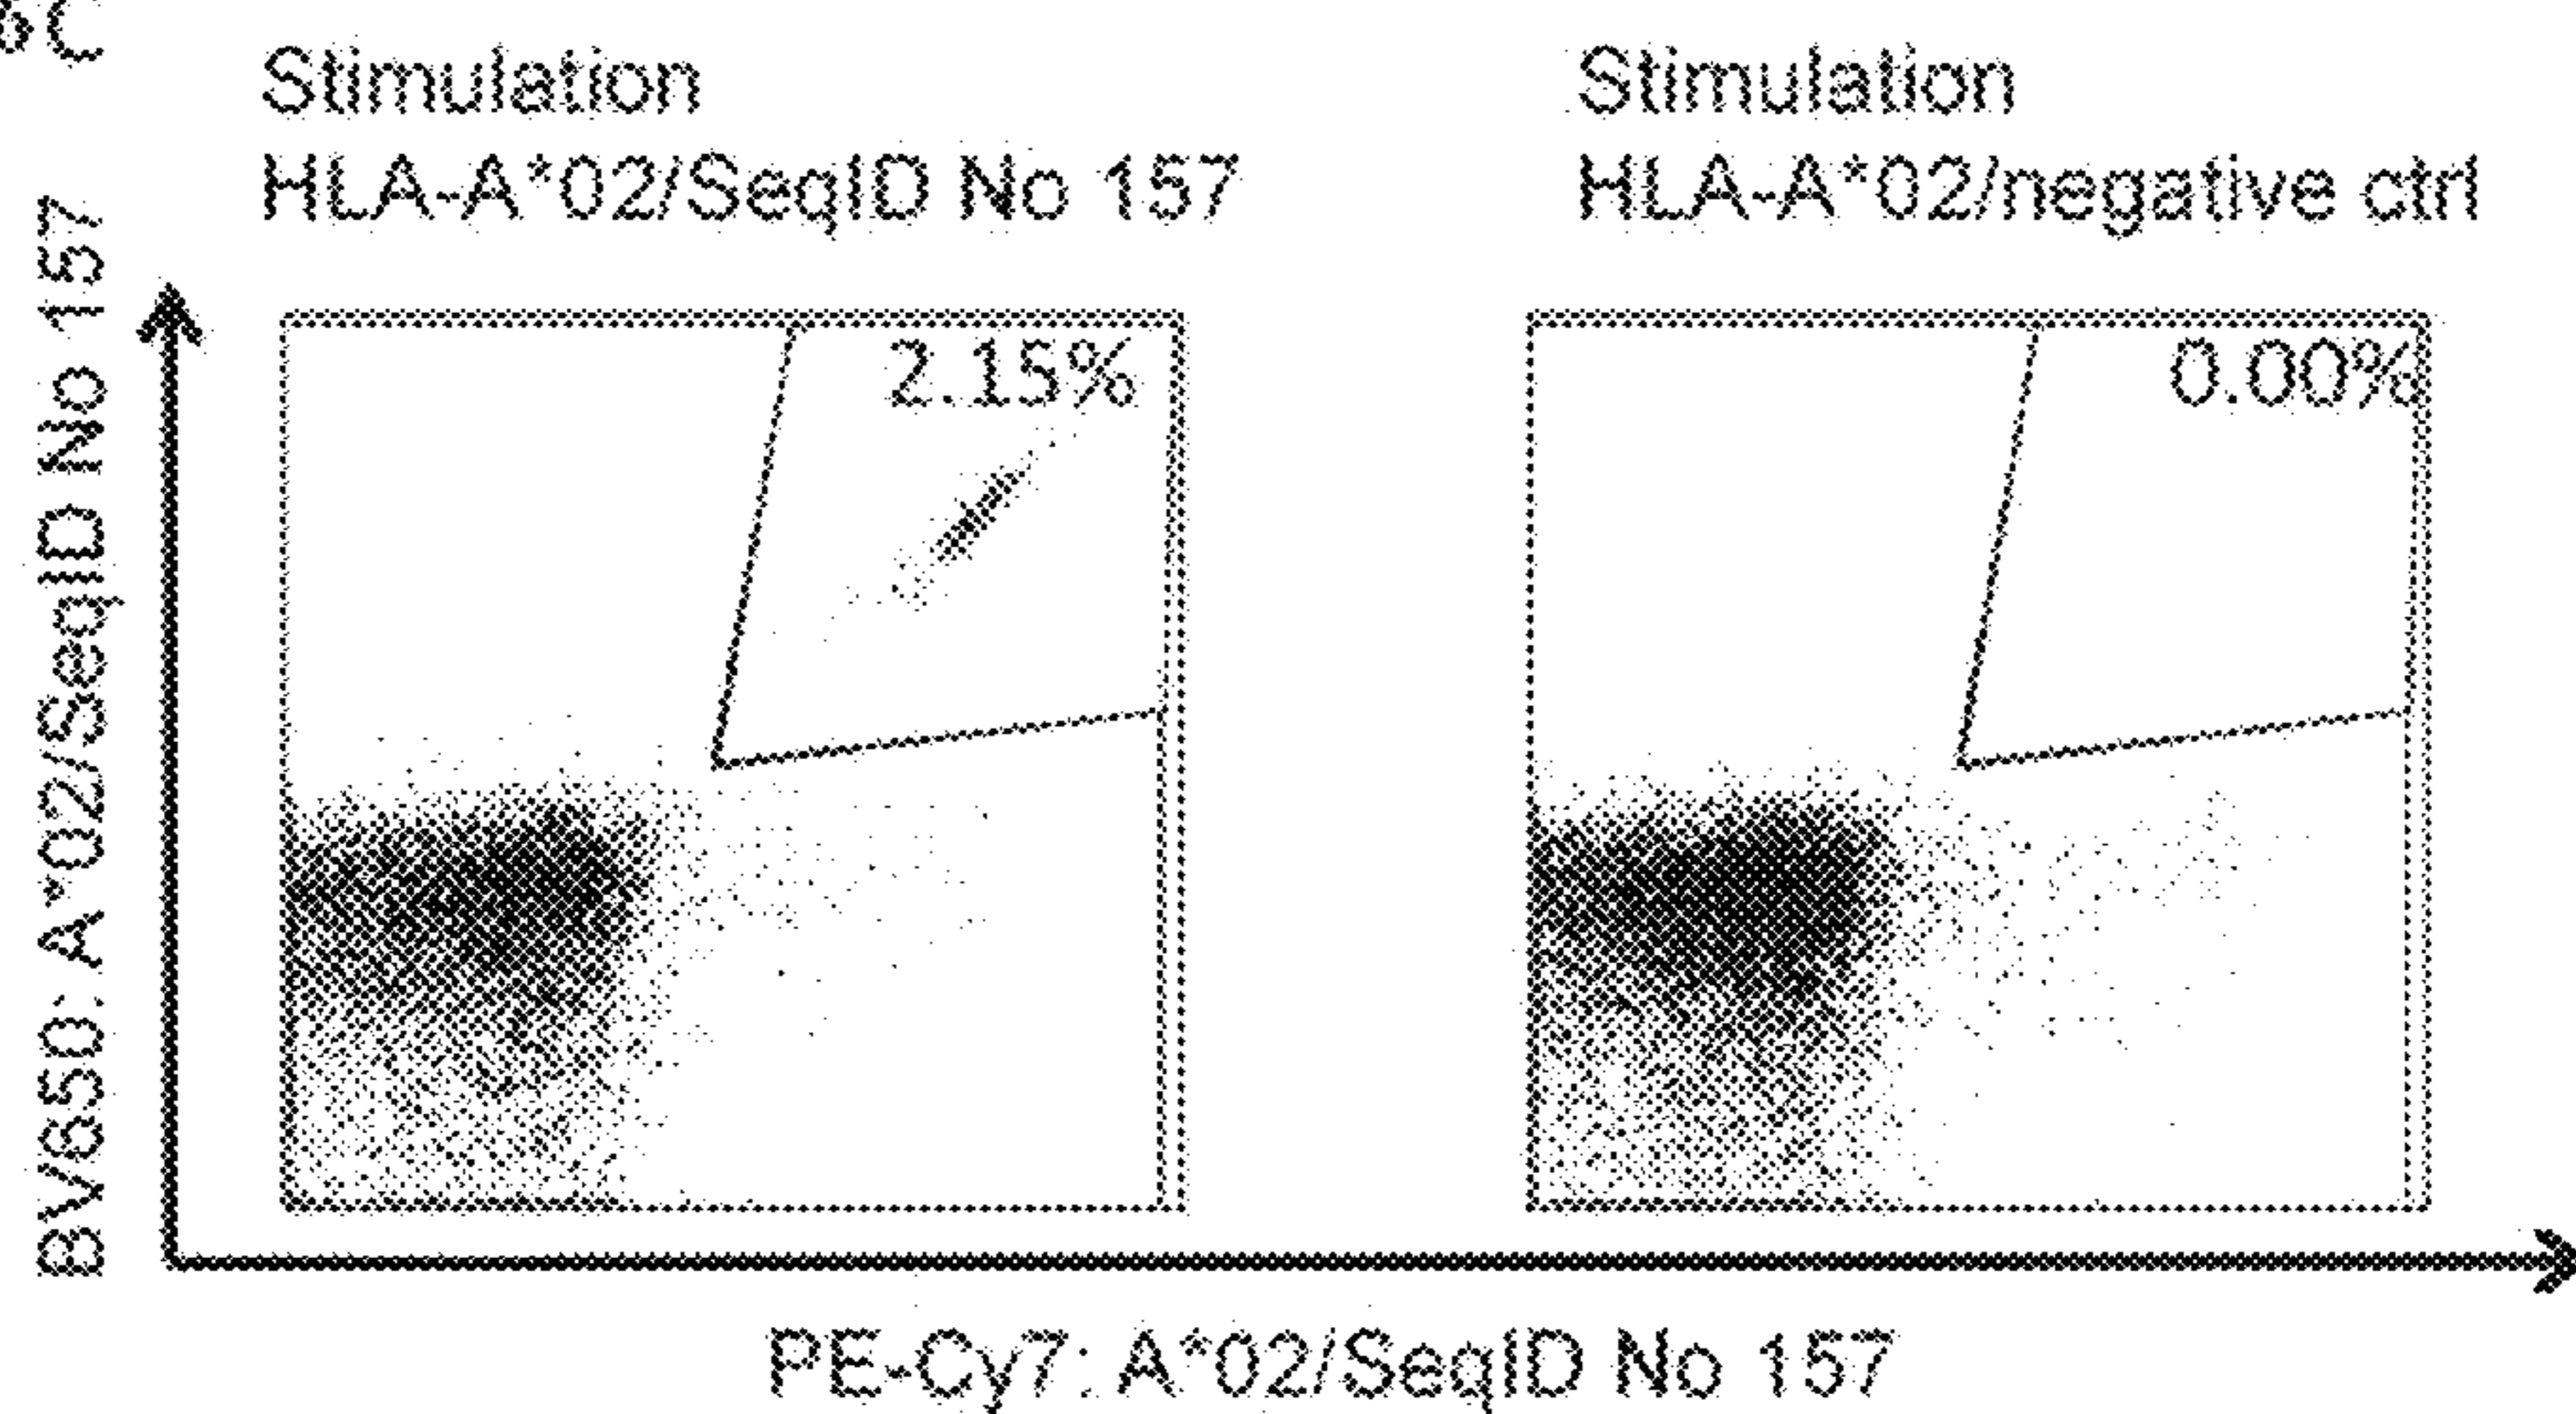 Stimulation
HLA-A*02/SeqID No 157
Stimulation
HLA-A*02/negative ctrl
BV650: A*02/SeqID No 157
2.15%
0.00%
PE-Cy7: A*02/SeqID No 157